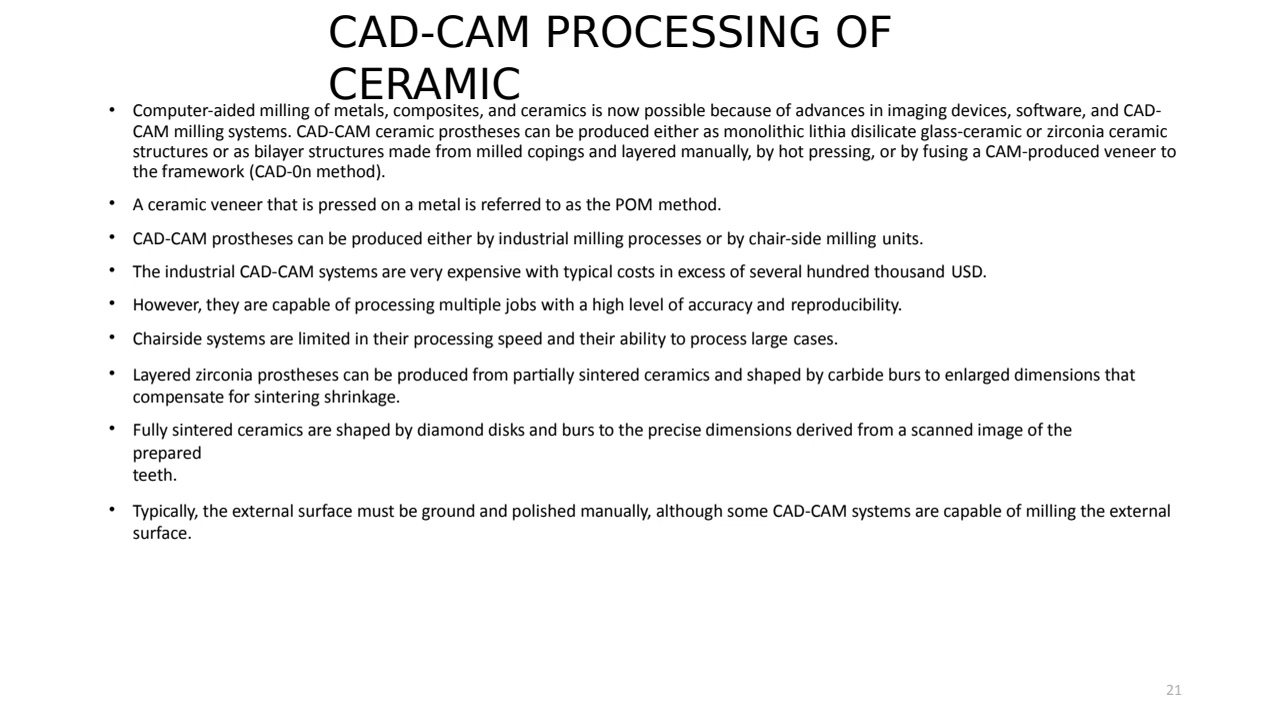 CAD-CAM PROCESSING OF
CERAMIC
• Computer-aided milling of metals, composites, and ceramics is now possible because of advances in imaging devices, software, and CAD-
CAM milling systems. CAD-CAM ceramic prostheses can be produced either as monolithic lithia disilicate glass-ceramic or zirconia ceramic
structures or as bilayer structures made from milled copings and layered manually, by hot pressing, or by fusing a CAM-produced veneer to
the framework (CAD-0n method).
• A ceramic veneer that is pressed on a metal is referred to as the POM method.
• CAD-CAM prostheses can be produced either by industrial milling processes or by chair-side milling units.
• The industrial CAD-CAM systems are very expensive with typical costs in excess of several hundred thousand USD.
• However, they are capable of processing multiple jobs with a high level of accuracy and reproducibility.
• Chairside systems are limited in their processing speed and their ability to process large cases.
• Layered zirconia prostheses can be produced from partially sintered ceramics and shaped by carbide burs to enlarged dimensions that
compensate for sintering shrinkage.
• Fully sintered ceramics are shaped by diamond disks and burs to the precise dimensions derived from a scanned image of the
prepared
teeth.
• Typically, the external surface must be ground and polished manually, although some CAD-CAM systems are capable of milling the external
surface.
21